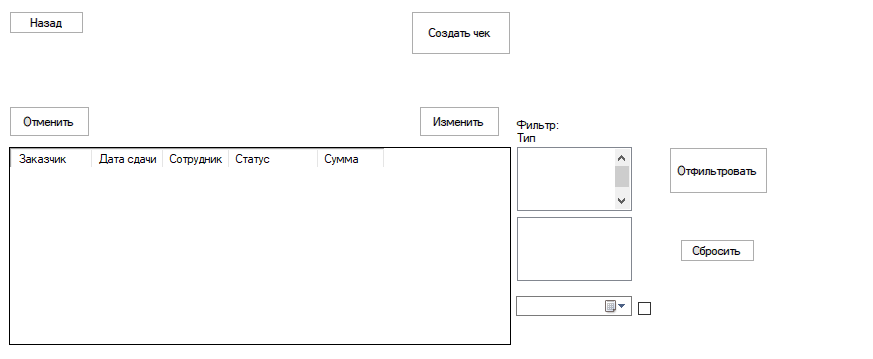 Назад
Создать чек
Отменить
Изменить
Фильтр:
Тип
Заказчик Дата сдачи Сотрудник Статус Сумма
Отфильтровать
Сбросить